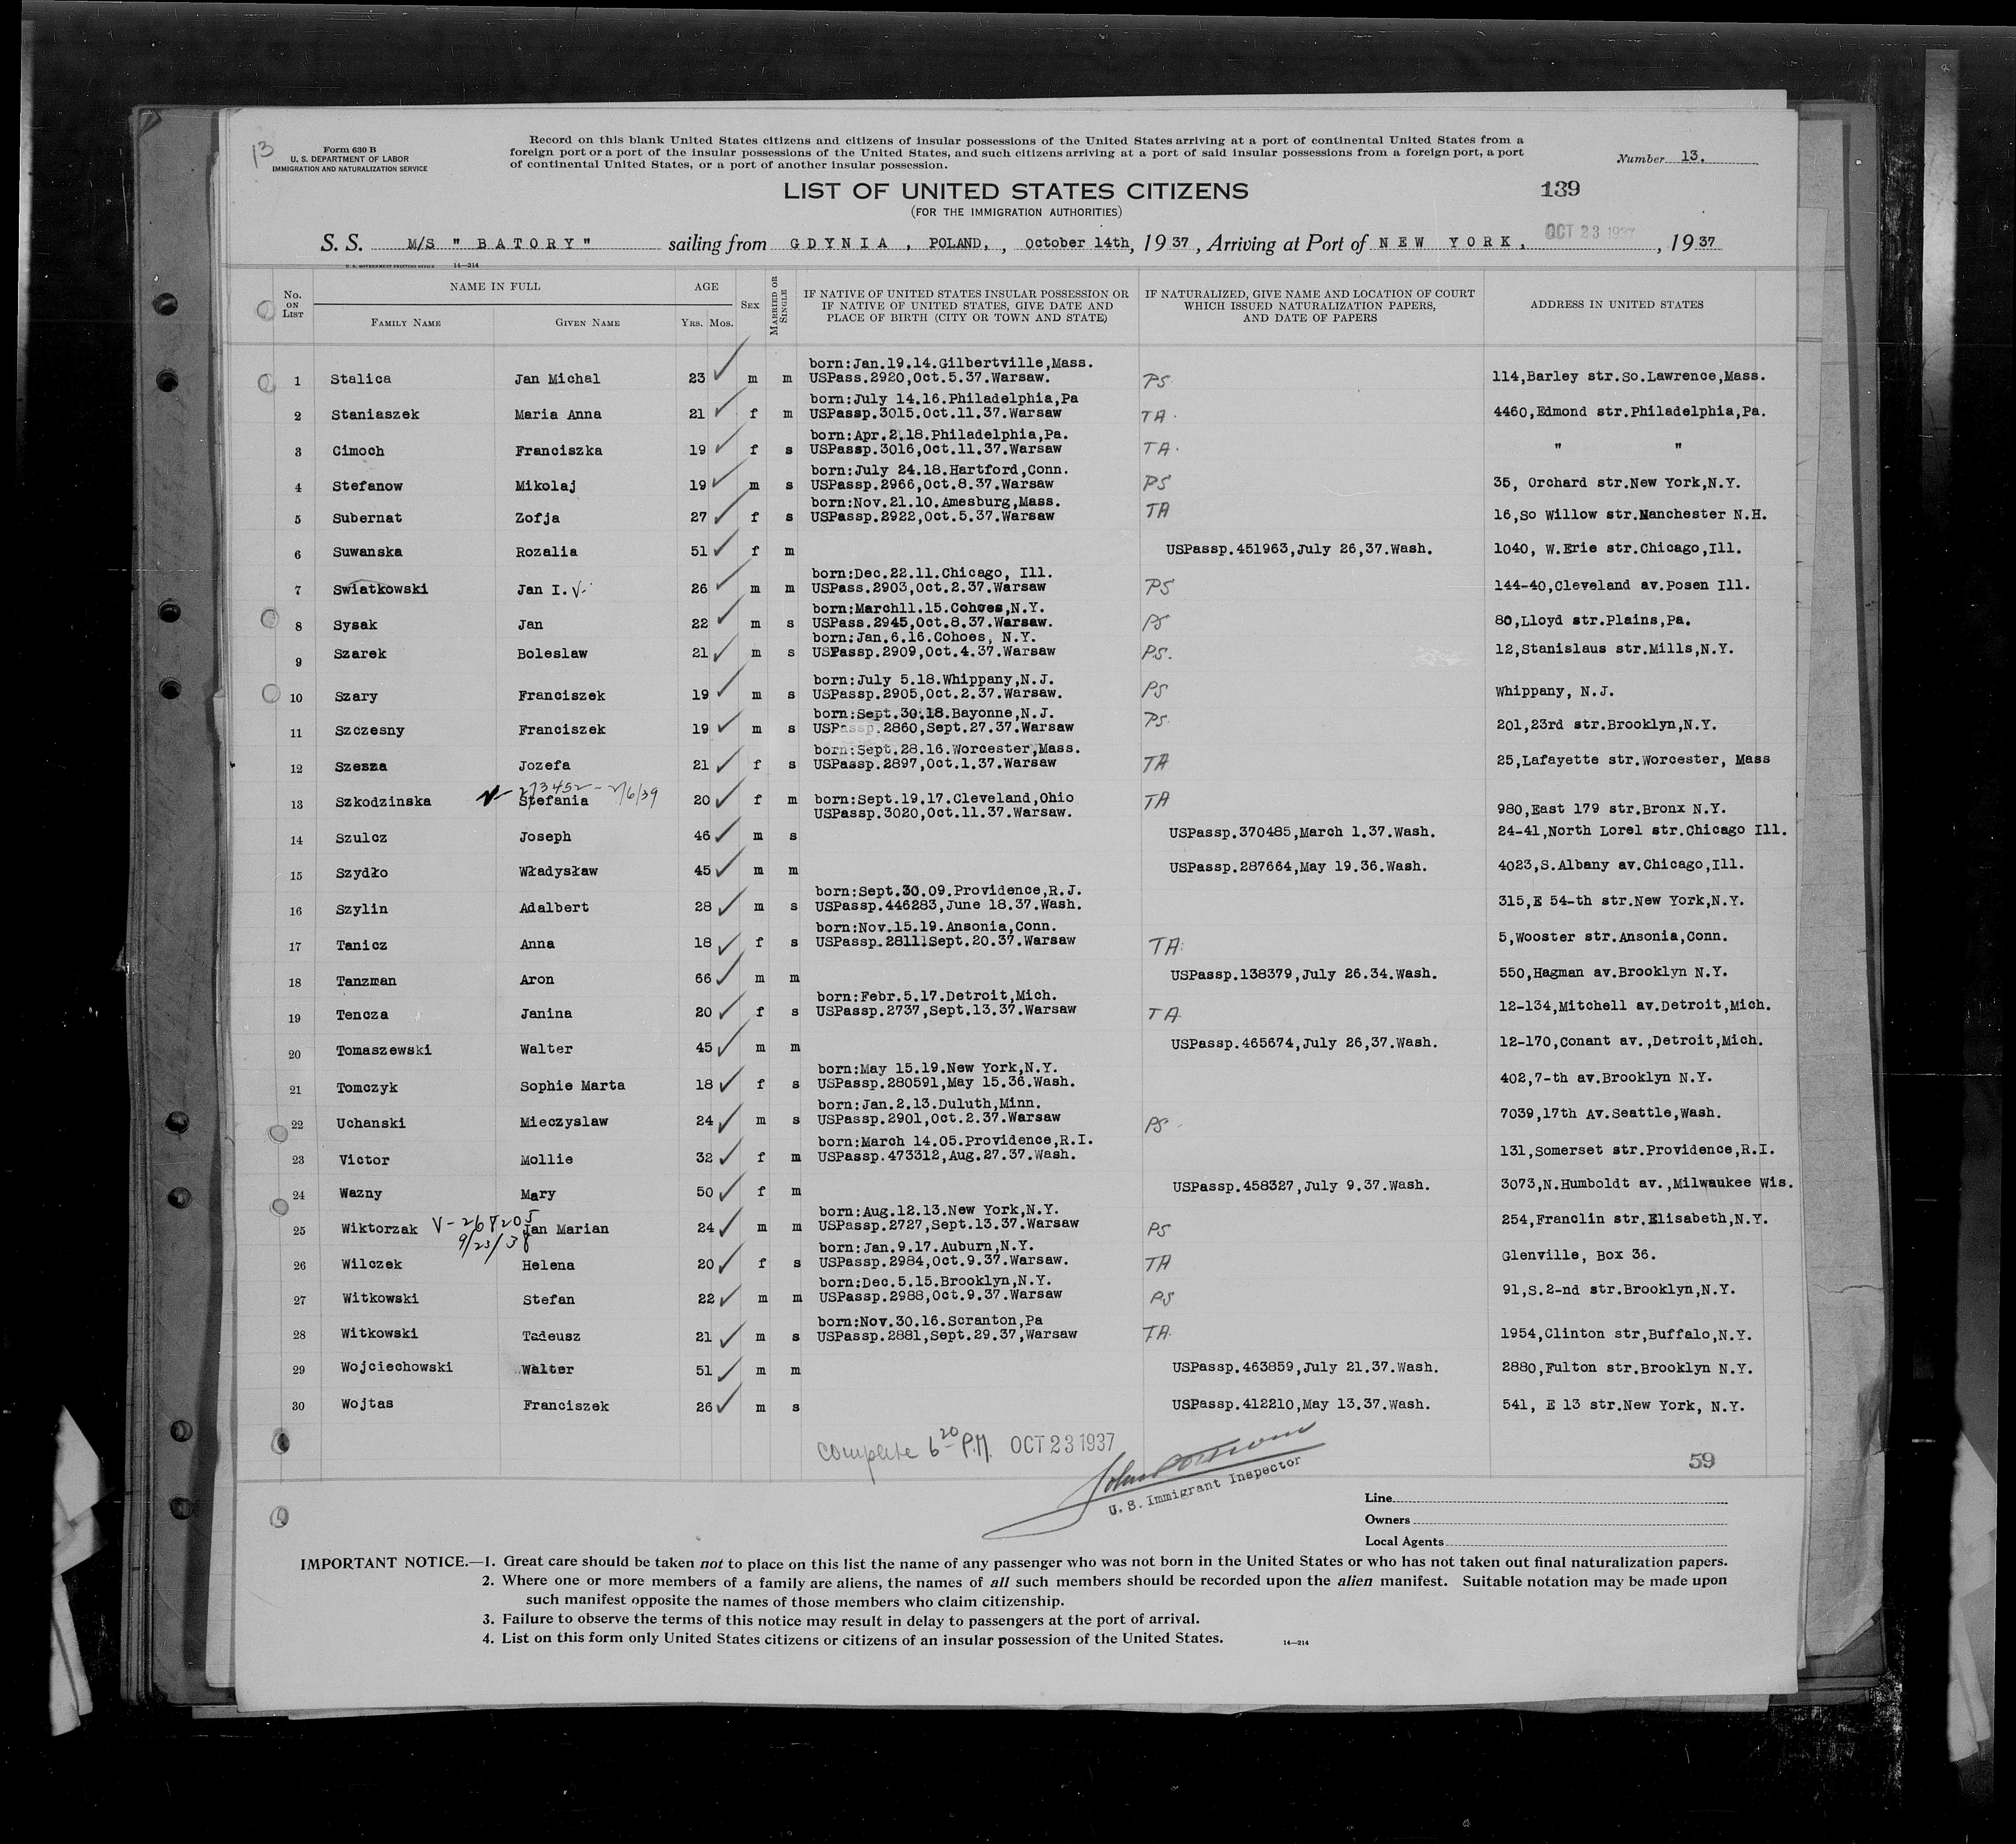 13
Form 630 B
U. S. DEPARTMENT OF LABOR
IMMIGRATION AND NATURALIZATION SERVICE
Record on this blank United States citizens and citizens of insular possessions of the United States arriving at a port of continental United States from a
foreign port or a port of the insular possessions of the United States, and such citizens arriving at a port of said insular possessions from a foreign port, a port
of continental United States, or a port of another insular possession.
Number 13.
LIST OF UNITED STATES CITIZENS
139
(FOR THE IMMIGRATION AUTHORITIES)
S. S. M/S " BATORY" sailing from GDYNIA, POLAND, , October 14th, 1937, Arriving at Port of NEW YORK, OCT 23 1937, 1937
U. S. GOVERNMENT PRINTING OFFICE 14—214
No. ON LIST
NAME IN FULL
FAMILY NAME
GIVEN NAME
AGE
YRS. MOS.
SEX
MARRIED OR SINGLE
IF NATIVE OF UNITED STATES INSULAR POSSESSION OR
IF NATIVE OF UNITED STATES, GIVE DATE AND
PLACE OF BIRTH (CITY OR TOWN AND STATE)
IF NATURALIZED, GIVE NAME AND LOCATION OF COURT
WHICH ISSUED NATURALIZATION PAPERS,
AND DATE OF PAPERS
ADDRESS IN UNITED STATES
born:Jan.19.14.Gilbertville,Mass.
1 Stalica Jan Michal 23 ✓ m m USPass.2920,Oct.5.37.Warsaw. PS 114,Barley str.So.Lawrence,Mass.
born:July 14.16.Philadelphia,Pa
2 Staniaszek Maria Anna 21 ✓ f m USPassp.3015.Oct.11.37.Warsaw TA. 4460,Edmond str.Philadelphia,Pa.
born:Apr.2.18.Philadelphia,Pa.
3 Cimoch Franciszka 19 ✓ f s USPassp.3016,Oct.11.37.Warsaw TA. " "
born:July 24.18.Hartford,Conn.
4 Stefanow Mikolaj 19 ✓ m s USPassp.2966,Oct.8.37.Warsaw PS 35, Orchard str.New York,N.Y.
born:Nov.21.10.Amesburg,Mass.
5 Subernat Zofja 27 ✓ f s USPassp.2922,Oct.5.37.Warsaw TA 16,So Willow str.Manchester N.H.
6 Suwanska Rozalia 51 ✓ f m USPassp.451963,July 26,37.Wash. 1040, W.Erie str.Chicago,Ill.
born:Dec.22.11.Chicago, Ill.
7 Swiatkowski Jan I. √ 26 ✓ m m USPass.2903,Oct.2.37.Warsaw PS 144-40,Cleveland av.Posen Ill.
born:March11.15.Cohoes,N.Y.
8 Sysak Jan 22 ✓ m s USPass.2945,Oct.8.37.Warsaw. PS 80,Lloyd str.Plains,Pa.
born:Jan.6.16.Cohoes, N.Y.
9 Szarek Boleslaw 21 ✓ m s USPassp.2909,Oct.4.37.Warsaw PS. 12,Stanislaus str.Mills,N.Y.
born:July 5.18.Whippany,N.J.
10 Szary Franciszek 19 ✓ m s USPassp.2905,Oct.2.37.Warsaw. PS Whippany, N.J.
born:Sept.30.18.Bayonne,N.J.
11 Szczesny Franciszek 19 ✓ m s USPassp.2860,Sept.27.37.Warsaw PS. 201,23rd str.Brooklyn,N.Y.
born:Sept.28.16.Worcester,Mass.
12 Szesza Jozefa 21 ✓ f s USPassp.2897,Oct.1.37.Warsaw TA 25,Lafayette str.Worcester, Mass
V- 273452 - 2/6/39
13 Szkodzinska Stefania 20 ✓ f m born:Sept.19.17.Cleveland,Ohio TA
USPassp.3020,Oct.11.37.Warsaw. 980,East 179 str.Bronx N.Y.
14 Szulcz Joseph 46 ✓ m s USPassp.370485,March 1.37.Wash. 24-41,North Lorel str.Chicago Ill.
15 Szydło Władysław 45 ✓ m m USPassp.287664,May 19.36.Wash. 4023,S.Albany av.Chicago,Ill.
born:Sept.30.09.Providence,R.J.
16 Szylin Adalbert 28 ✓ m s USPassp.446283,June 18.37.Wash. 315,E 54-th str.New York,N.Y.
born:Nov.15.19.Ansonia,Conn.
17 Tanicz Anna 18 ✓ f s USPassp.2811,Sept.20.37.Warsaw TA. 5,Wooster str.Ansonia,Conn.
18 Tanzman Aron 66 ✓ m m USPassp.138379,July 26.34.Wash. 550,Hagman av.Brooklyn N.Y.
born:Febr.5.17.Detroit,Mich.
19 Tencza Janina 20 ✓ f s USPassp.2737,Sept.13.37.Warsaw TA 12-134,Mitchell av.Detroit,Mich.
20 Tomaszewski Walter 45 ✓ m m USPassp.465674,July 26,37.Wash. 12-170,Conant av.,Detroit,Mich.
born:May 15.19.New York,N.Y.
21 Tomczyk Sophie Marta 18 ✓ f s USPassp.280591,May 15.36.Wash. 402,7-th av.Brooklyn N.Y.
born:Jan.2.13.Duluth,Minn.
22 Uchanski Mieczyslaw 24 ✓ m s USPassp.2901,Oct.2.37.Warsaw PS 7039,17th Av.Seattle,Wash.
born:March 14.05.Providence,R.I.
23 Victor Mollie 32 ✓ f m USPassp.473312,Aug.27.37.Wash. 131,Somerset str.Providence,R.I.
24 Wazny Mary 50 ✓ f m USPassp.458327,July 9.37.Wash. 3073,N.Humboldt av.,Milwaukee Wis.
born:Aug.12.13.New York,N.Y.
25 Wiktorzak V-268205 Jan Marian 24 ✓ m m USPassp.2727,Sept.13.37.Warsaw PS 254,Franclin str.Elisabeth,N.Y.
9/23/38
born:Jan.9.17.Auburn,N.Y.
26 Wilczek Helena 20 ✓ f s USPassp.2984,Oct.9.37.Warsaw. TA Glenville, Box 36.
born:Dec.5.15.Brooklyn,N.Y.
27 Witkowski Stefan 22 ✓ m m USPassp.2988,Oct.9.37.Warsaw PS 91,S.2-nd str.Brooklyn,N.Y.
born:Nov.30.16.Scranton,Pa
28 Witkowski Tadeusz 21 ✓ m s USPassp.2881,Sept.29.37,Warsaw TA 1954,Clinton str,Buffalo,N.Y.
29 Wojciechowski Walter 51 ✓ m m USPassp.463859,July 21.37.Wash. 2880,Fulton str.Brooklyn N.Y.
30 Wojtas Franciszek 26 ✓ m s USPassp.412210,May 13.37.Wash. 541, E 13 str.New York, N.Y.
complete 6 20 P.M. OCT 23 1937
59
John
U. S. Immigrant Inspector
Line
Owners
Local Agents
IMPORTANT NOTICE.—1. Great care should be taken not to place on this list the name of any passenger who was not born in the United States or who has not taken out final naturalization papers.
2. Where one or more members of a family are aliens, the names of all such members should be recorded upon the alien manifest. Suitable notation may be made upon
such manifest opposite the names of those members who claim citizenship.
3. Failure to observe the terms of this notice may result in delay to passengers at the port of arrival.
4. List on this form only United States citizens or citizens of an insular possession of the United States. 14—214